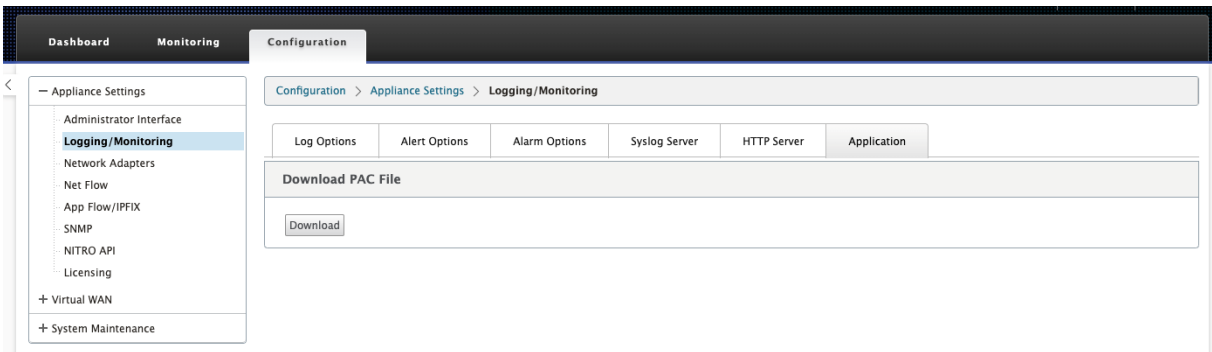 Dashboard Monitoring Configuration
− Appliance Settings
Administrator Interface
Logging/Monitoring
Network Adapters
Net Flow
App Flow/IPFIX
SNMP
NITRO API
Licensing
+ Virtual WAN
+ System Maintenance
Configuration > Appliance Settings > Logging/Monitoring
Log Options Alert Options Alarm Options Syslog Server HTTP Server Application
Download PAC File
Download